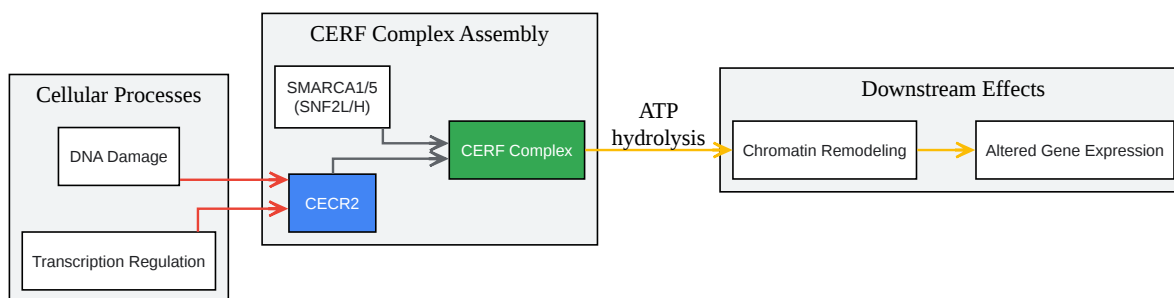 Cellular Processes
DNA Damage
Transcription Regulation
CERF Complex Assembly
SMARCA1/5
(SNF2L/H)
CECR2
CERF Complex
ATP
hydrolysis
Downstream Effects
Chromatin Remodeling
Altered Gene Expression